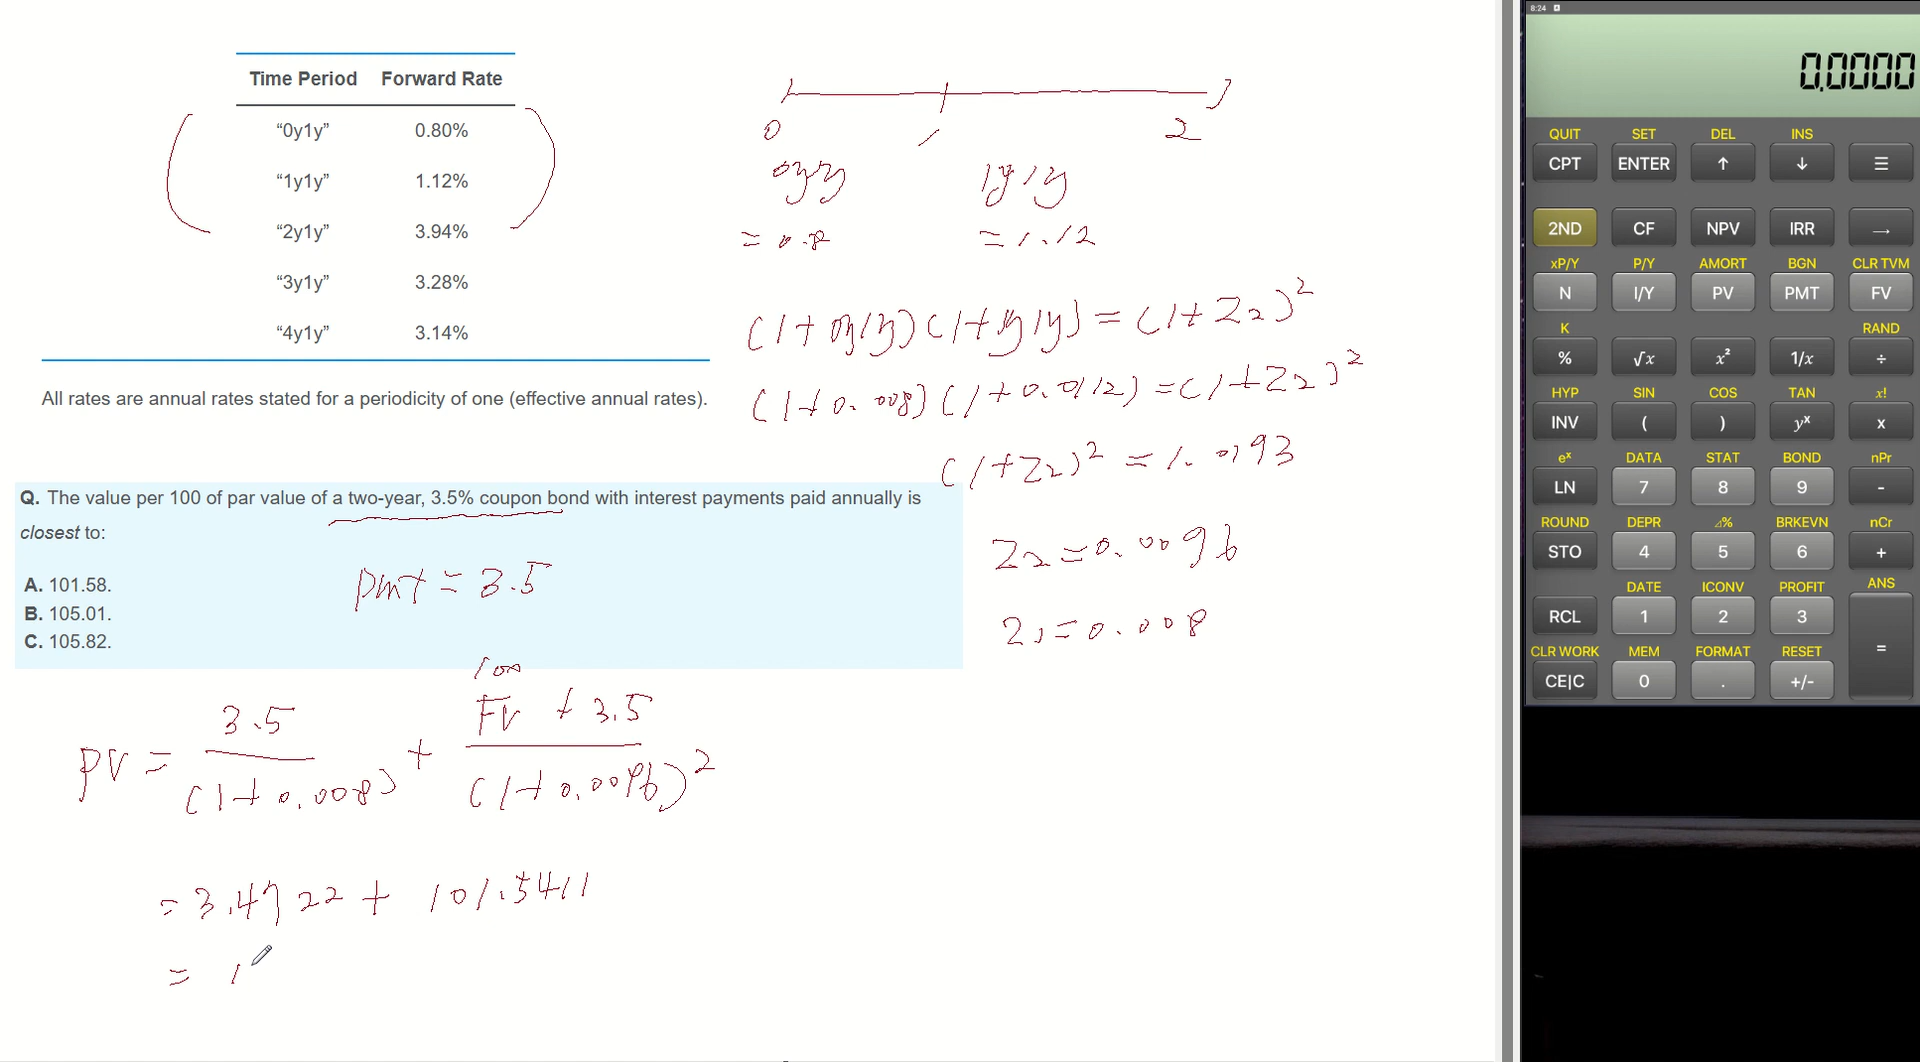 Time Period Forward Rate
“0y1y” 0.80%
“1y1y” 1.12%
“2y1y” 3.94%
“3y1y” 3.28%
“4y1y” 3.14%
All rates are annual rates stated for a periodicity of one (effective annual rates).
Q. The value per 100 of par value of a two-year, 3.5% coupon bond with interest payments paid annually is
closest to:
A. 101.58.
B. 105.01.
C. 105.82.
pmt = 3.5
100
PV = 3.5 / (1+0.008) + FV + 3.5 / (1+0.0096)²
= 3.4722 + 101.5411
= 1
0 1 2
0y1y 1y1y
= 0.8 = 1.12
(1+0y1y)(1+1y1y) = (1+Z2)²
(1+0.008)(1+0.0112) = (1+Z2)²
(1+Z2)² = 1.0193
Z2 = 0.0096
Z1 = 0.008
8:24
0.0000
QUIT SET DEL INS
CPT ENTER ↑ ↓ ☰
2ND CF NPV IRR →
xP/Y P/Y AMORT BGN CLR TVM
N I/Y PV PMT FV
K RAND
% √x x² 1/x ÷
HYP SIN COS TAN x!
INV ( ) yˣ x
eˣ DATA STAT BOND nPr
LN 7 8 9 -
ROUND DEPR ⊿% BRKEVN nCr
STO 4 5 6 +
DATE ICONV PROFIT ANS
RCL 1 2 3 =
CLR WORK MEM FORMAT RESET
CE|C 0 . +/-